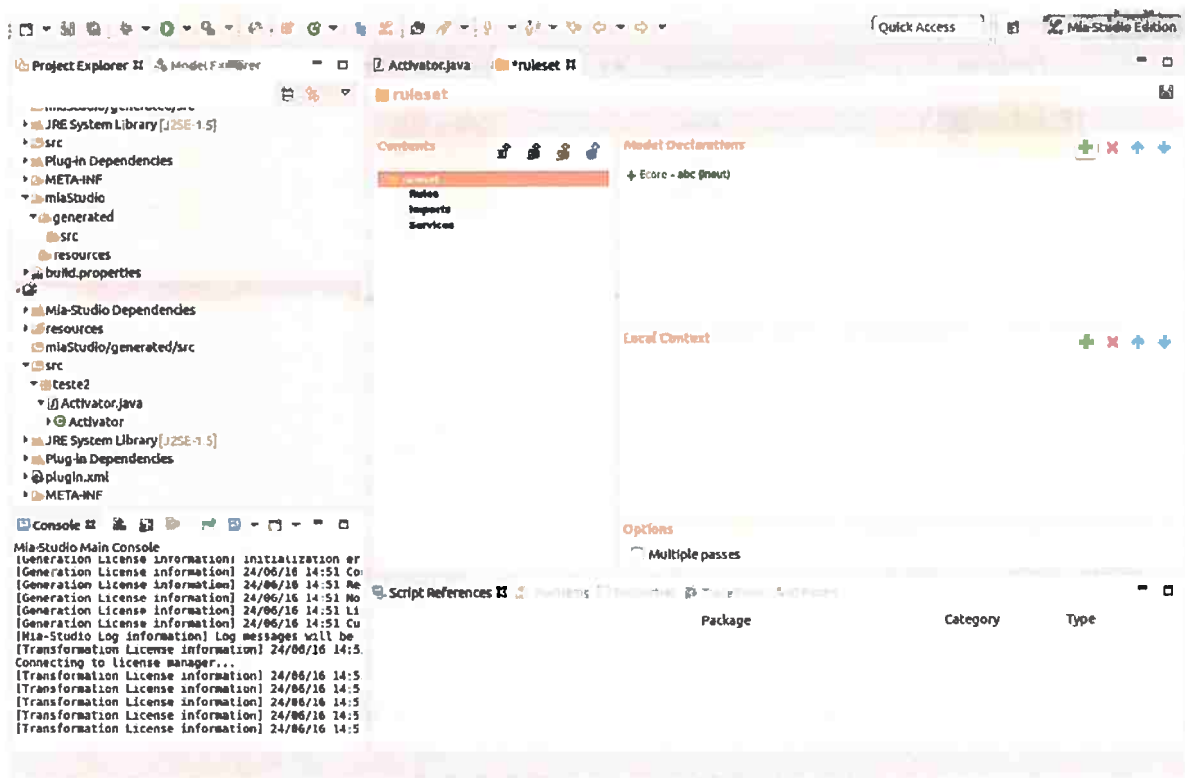 Quick Access
Mia-Studio Edition
Project Explorer
Activator.java
*ruleset
ruleset
miaStudio/generated/src
JRE System Library [J2SE-1.5]
src
Plug-in Dependencies
META-INF
miaStudio
generated
src
resources
build.properties
Mia-Studio Dependencies
resources
miaStudio/generated/src
src
teste2
Activator.java
Activator
JRE System Library [J2SE-1.5]
Plug-in Dependencies
plugin.xml
META-INF
Contents
ruleset
Rules
Imports
Services
Model Declarations
Ecore - abc (inout)
Local Context
Options
Multiple passes
Console
Mia-Studio Main Console
[Generation License information] Initialization er
[Generation License information] 24/06/16 14:51 Co
[Generation License information] 24/06/16 14:51 Re
[Generation License information] 24/06/16 14:51 No
[Generation License information] 24/06/16 14:51 Li
[Generation License information] 24/06/16 14:51 Cu
[Mia-Studio Log information] Log messages will be
[Transformation License information] 24/06/16 14:5
Connecting to license manager...
[Transformation License information] 24/06/16 14:5
[Transformation License information] 24/06/16 14:5
[Transformation License information] 24/06/16 14:5
[Transformation License information] 24/06/16 14:5
[Transformation License information] 24/06/16 14:5
Script References
Package Category Type